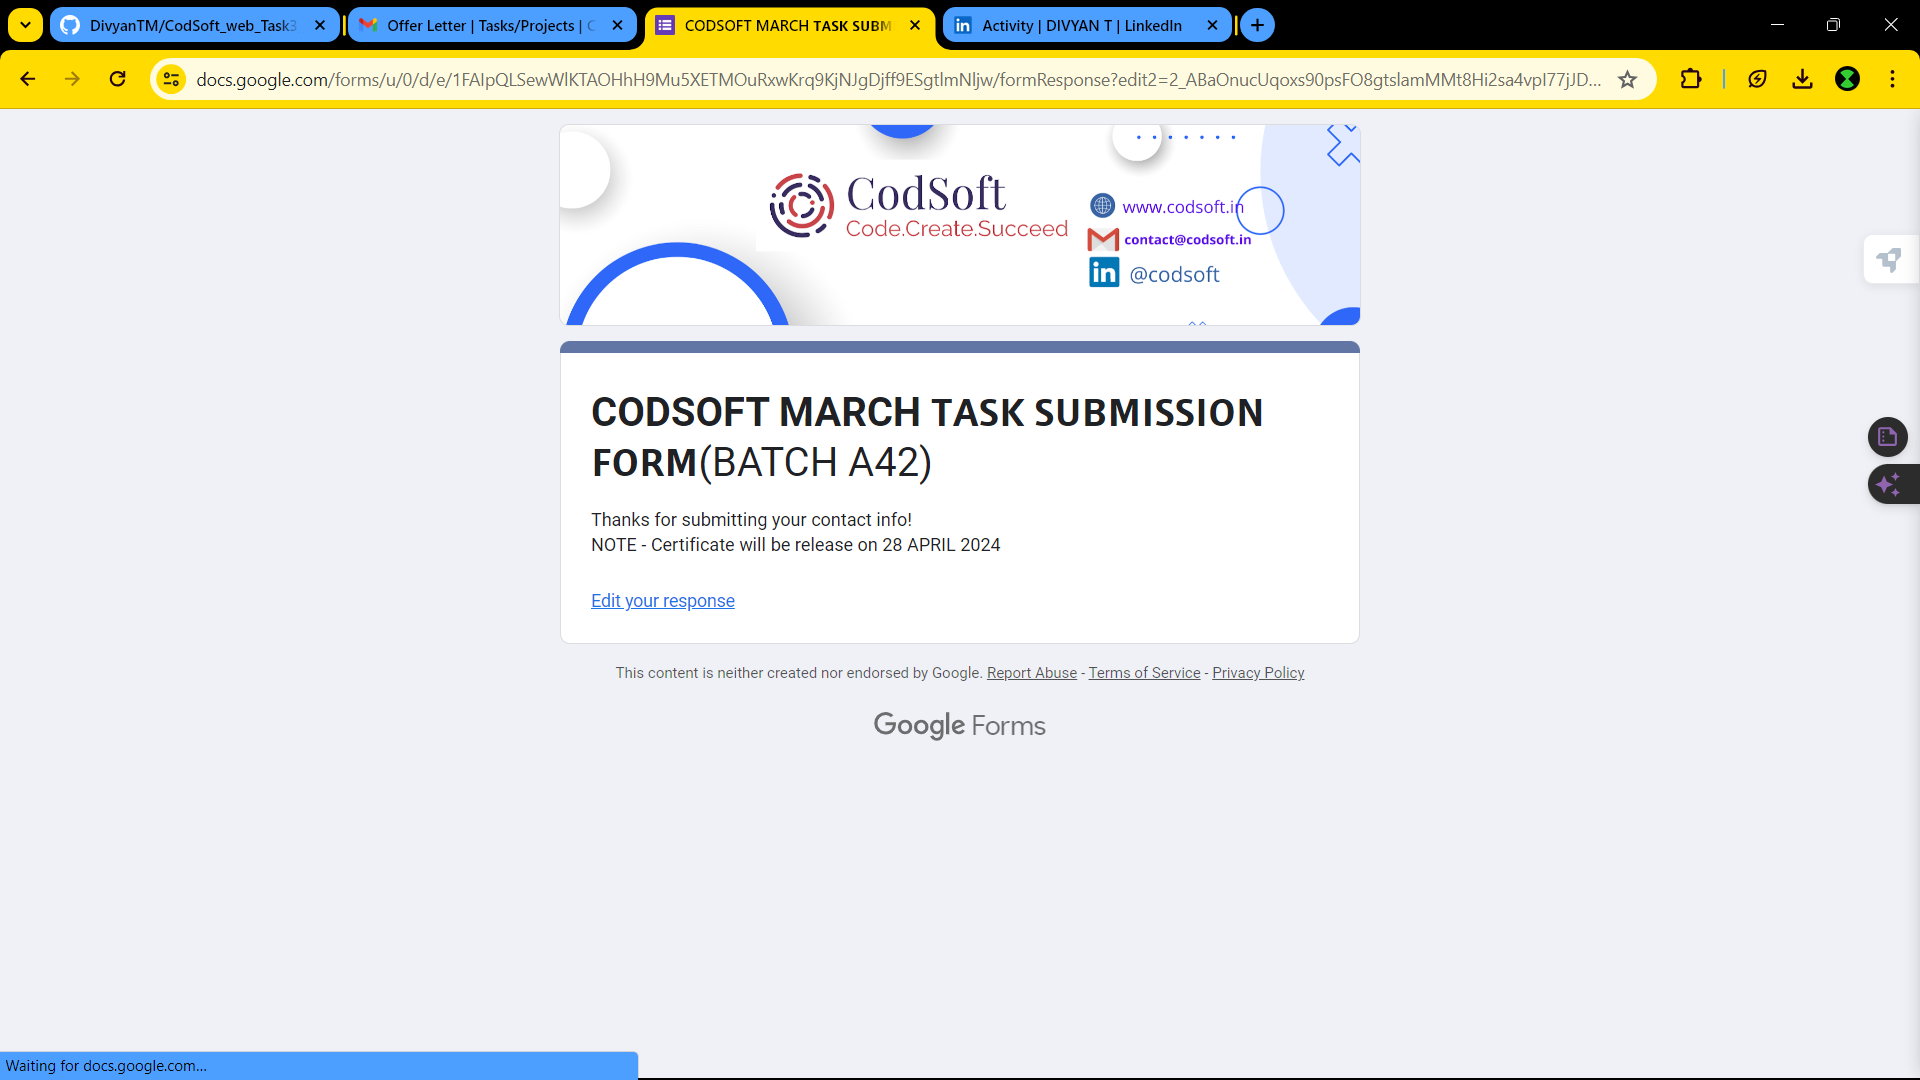 DivyanTM/CodSoft_web_Task3
Offer Letter | Tasks/Projects | C
CODSOFT MARCH TASK SUBM
Activity | DIVYAN T | LinkedIn
docs.google.com/forms/u/0/d/e/1FAIpQLSewWlKTAOHhH9Mu5XETMOuRxwKrq9KjNJgDjff9ESgtlmNljw/formResponse?edit2=2_ABaOnucUqoxs90psFO8gtslamMMt8Hi2sa4vpI77jJD...
CodSoft
Code.Create.Succeed
www.codsoft.in
contact@codsoft.in
@codsoft
CODSOFT MARCH TASK SUBMISSION
FORM(BATCH A42)
Thanks for submitting your contact info!
NOTE - Certificate will be release on 28 APRIL 2024
Edit your response
This content is neither created nor endorsed by Google. Report Abuse - Terms of Service - Privacy Policy
Google Forms
Waiting for docs.google.com...